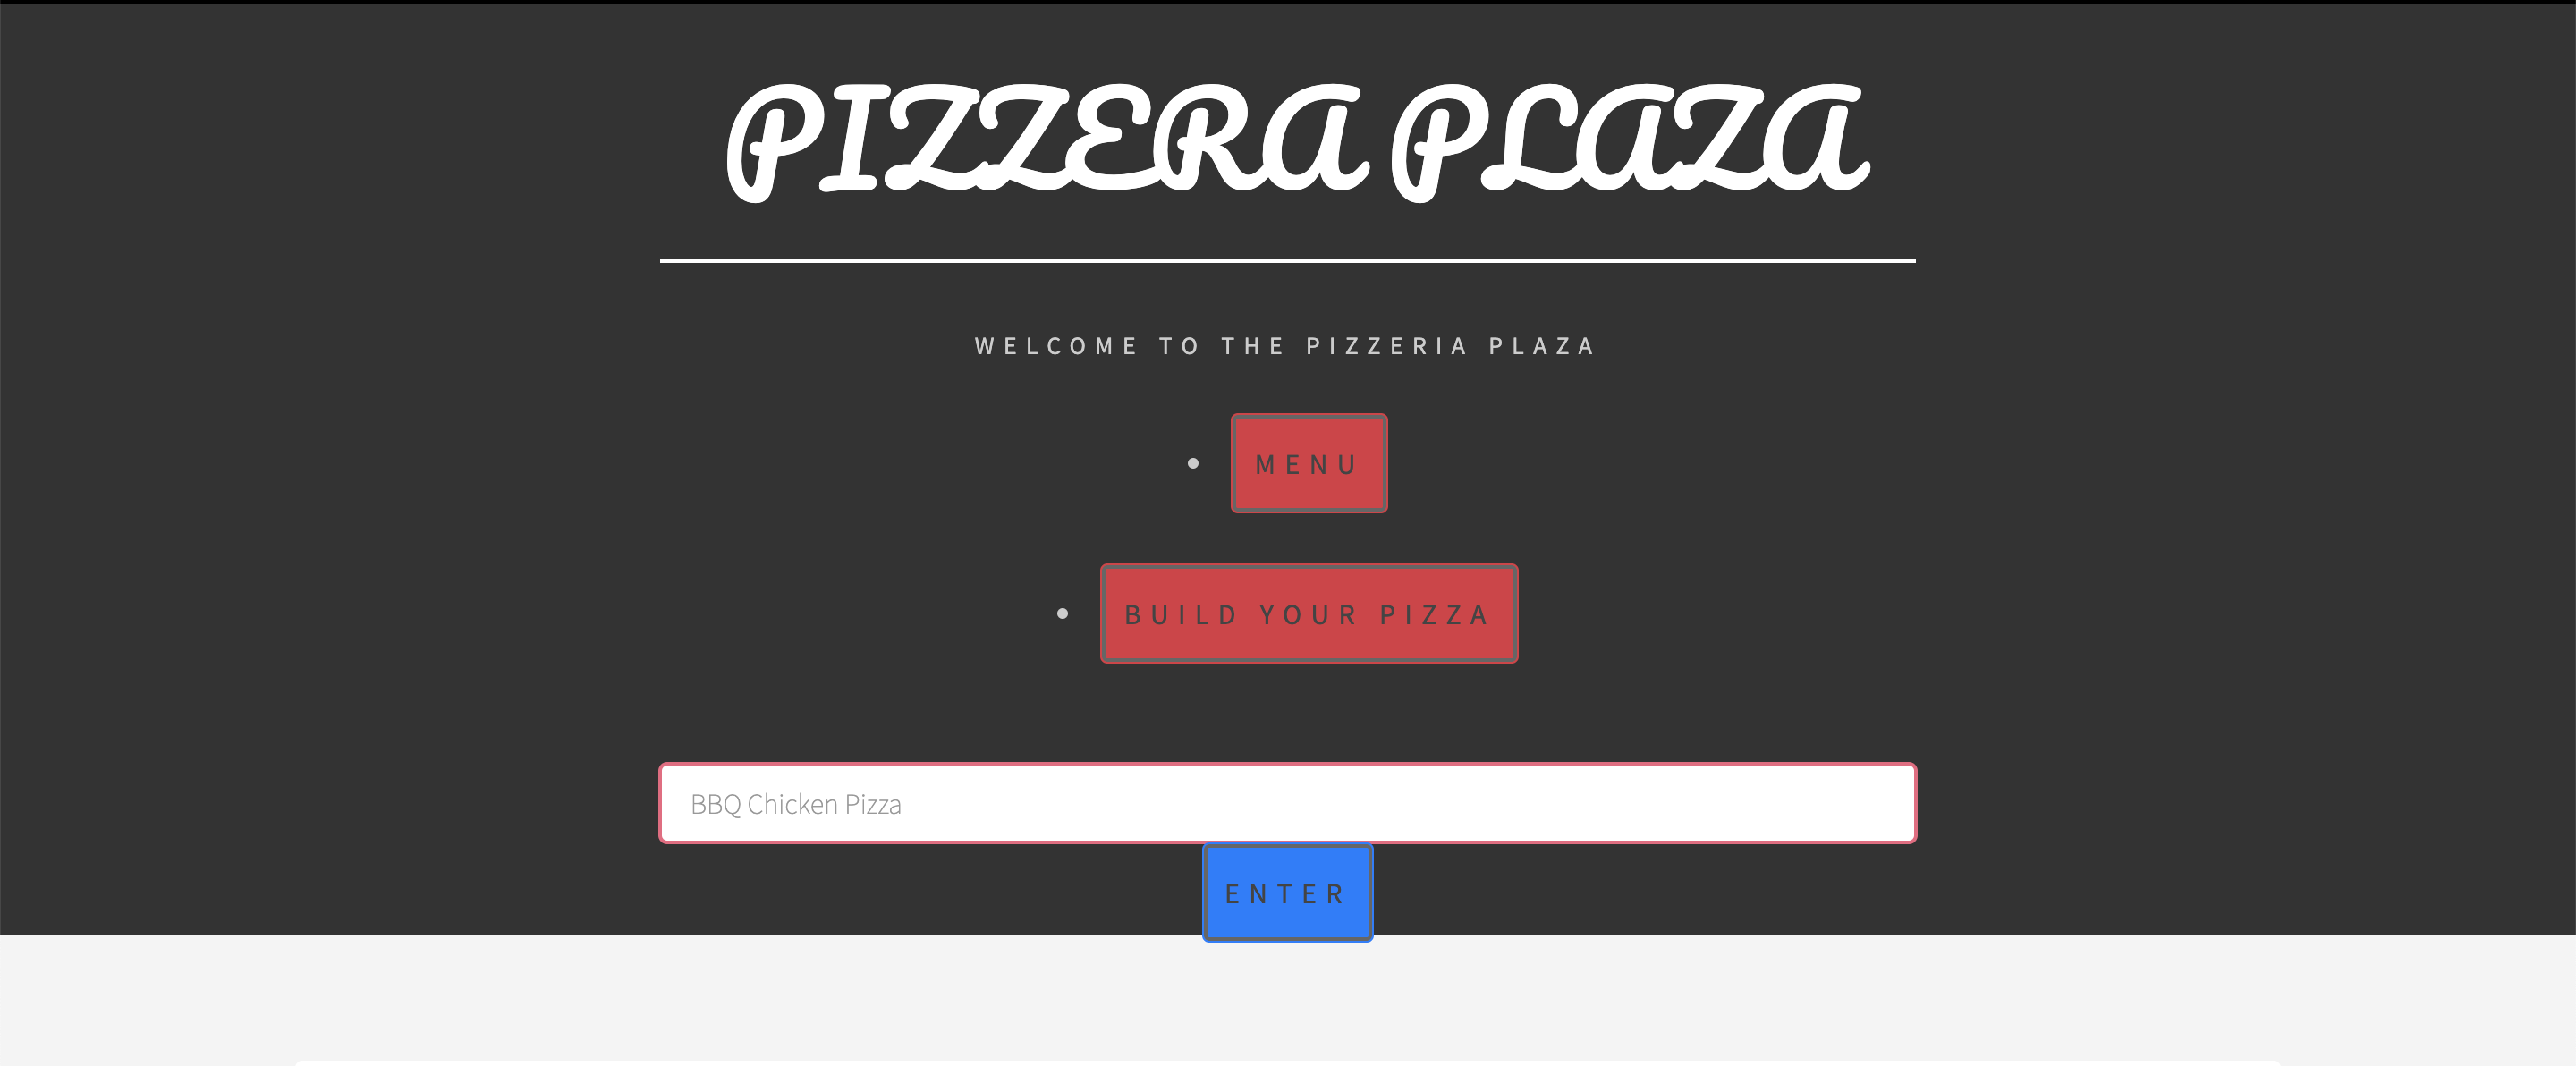 PIZZERA PLAZA
WELCOME TO THE PIZZERIA PLAZA
MENU
BUILD YOUR PIZZA
BBQ Chicken Pizza
ENTER